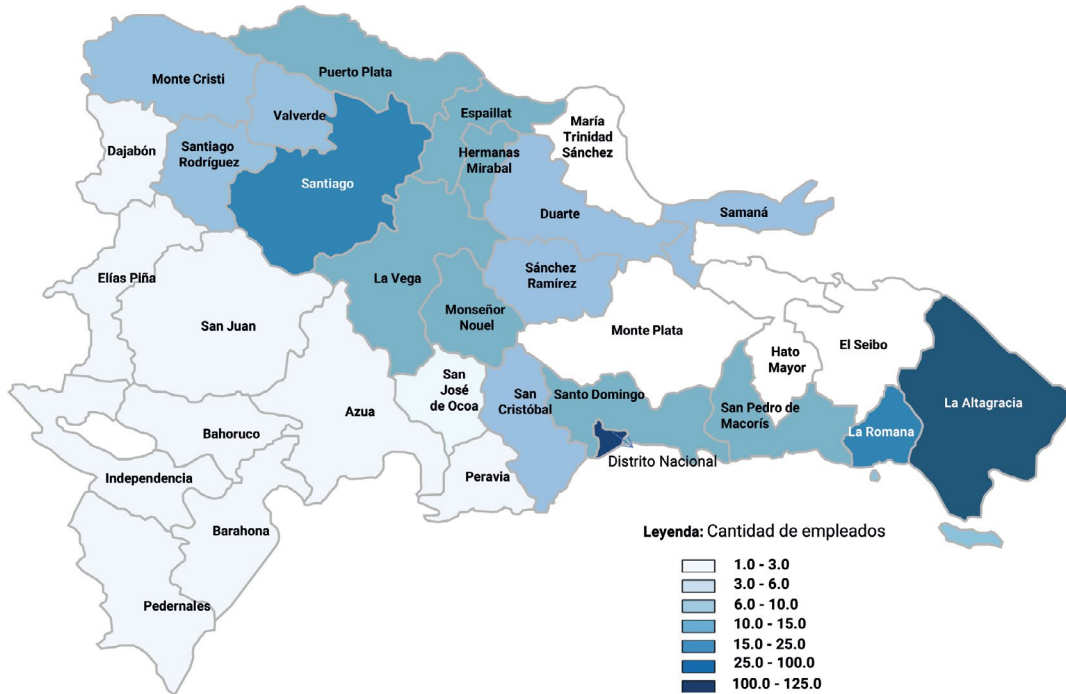 Monte Cristi
Puerto Plata
Valverde
Espaillat
María
Trinidad
Sánchez
Dajabón
Santiago
Rodríguez
Hermanas
Mirabal
Santiago
Duarte
Samaná
Elías Piña
La Vega
Sánchez
Ramírez
San Juan
Monseñor
Nouel
Monte Plata
El Seibo
Hato
Mayor
San
José
de Ocoa
Azua
San
Cristóbal
Santo Domingo
San Pedro de
Macorís
La Altagracia
La Romana
Bahoruco
Distrito Nacional
Independencia
Peravia
Barahona
Pedernales
Leyenda: Cantidad de empleados
1.0 - 3.0
3.0 - 6.0
6.0 - 10.0
10.0 - 15.0
15.0 - 25.0
25.0 - 100.0
100.0 - 125.0